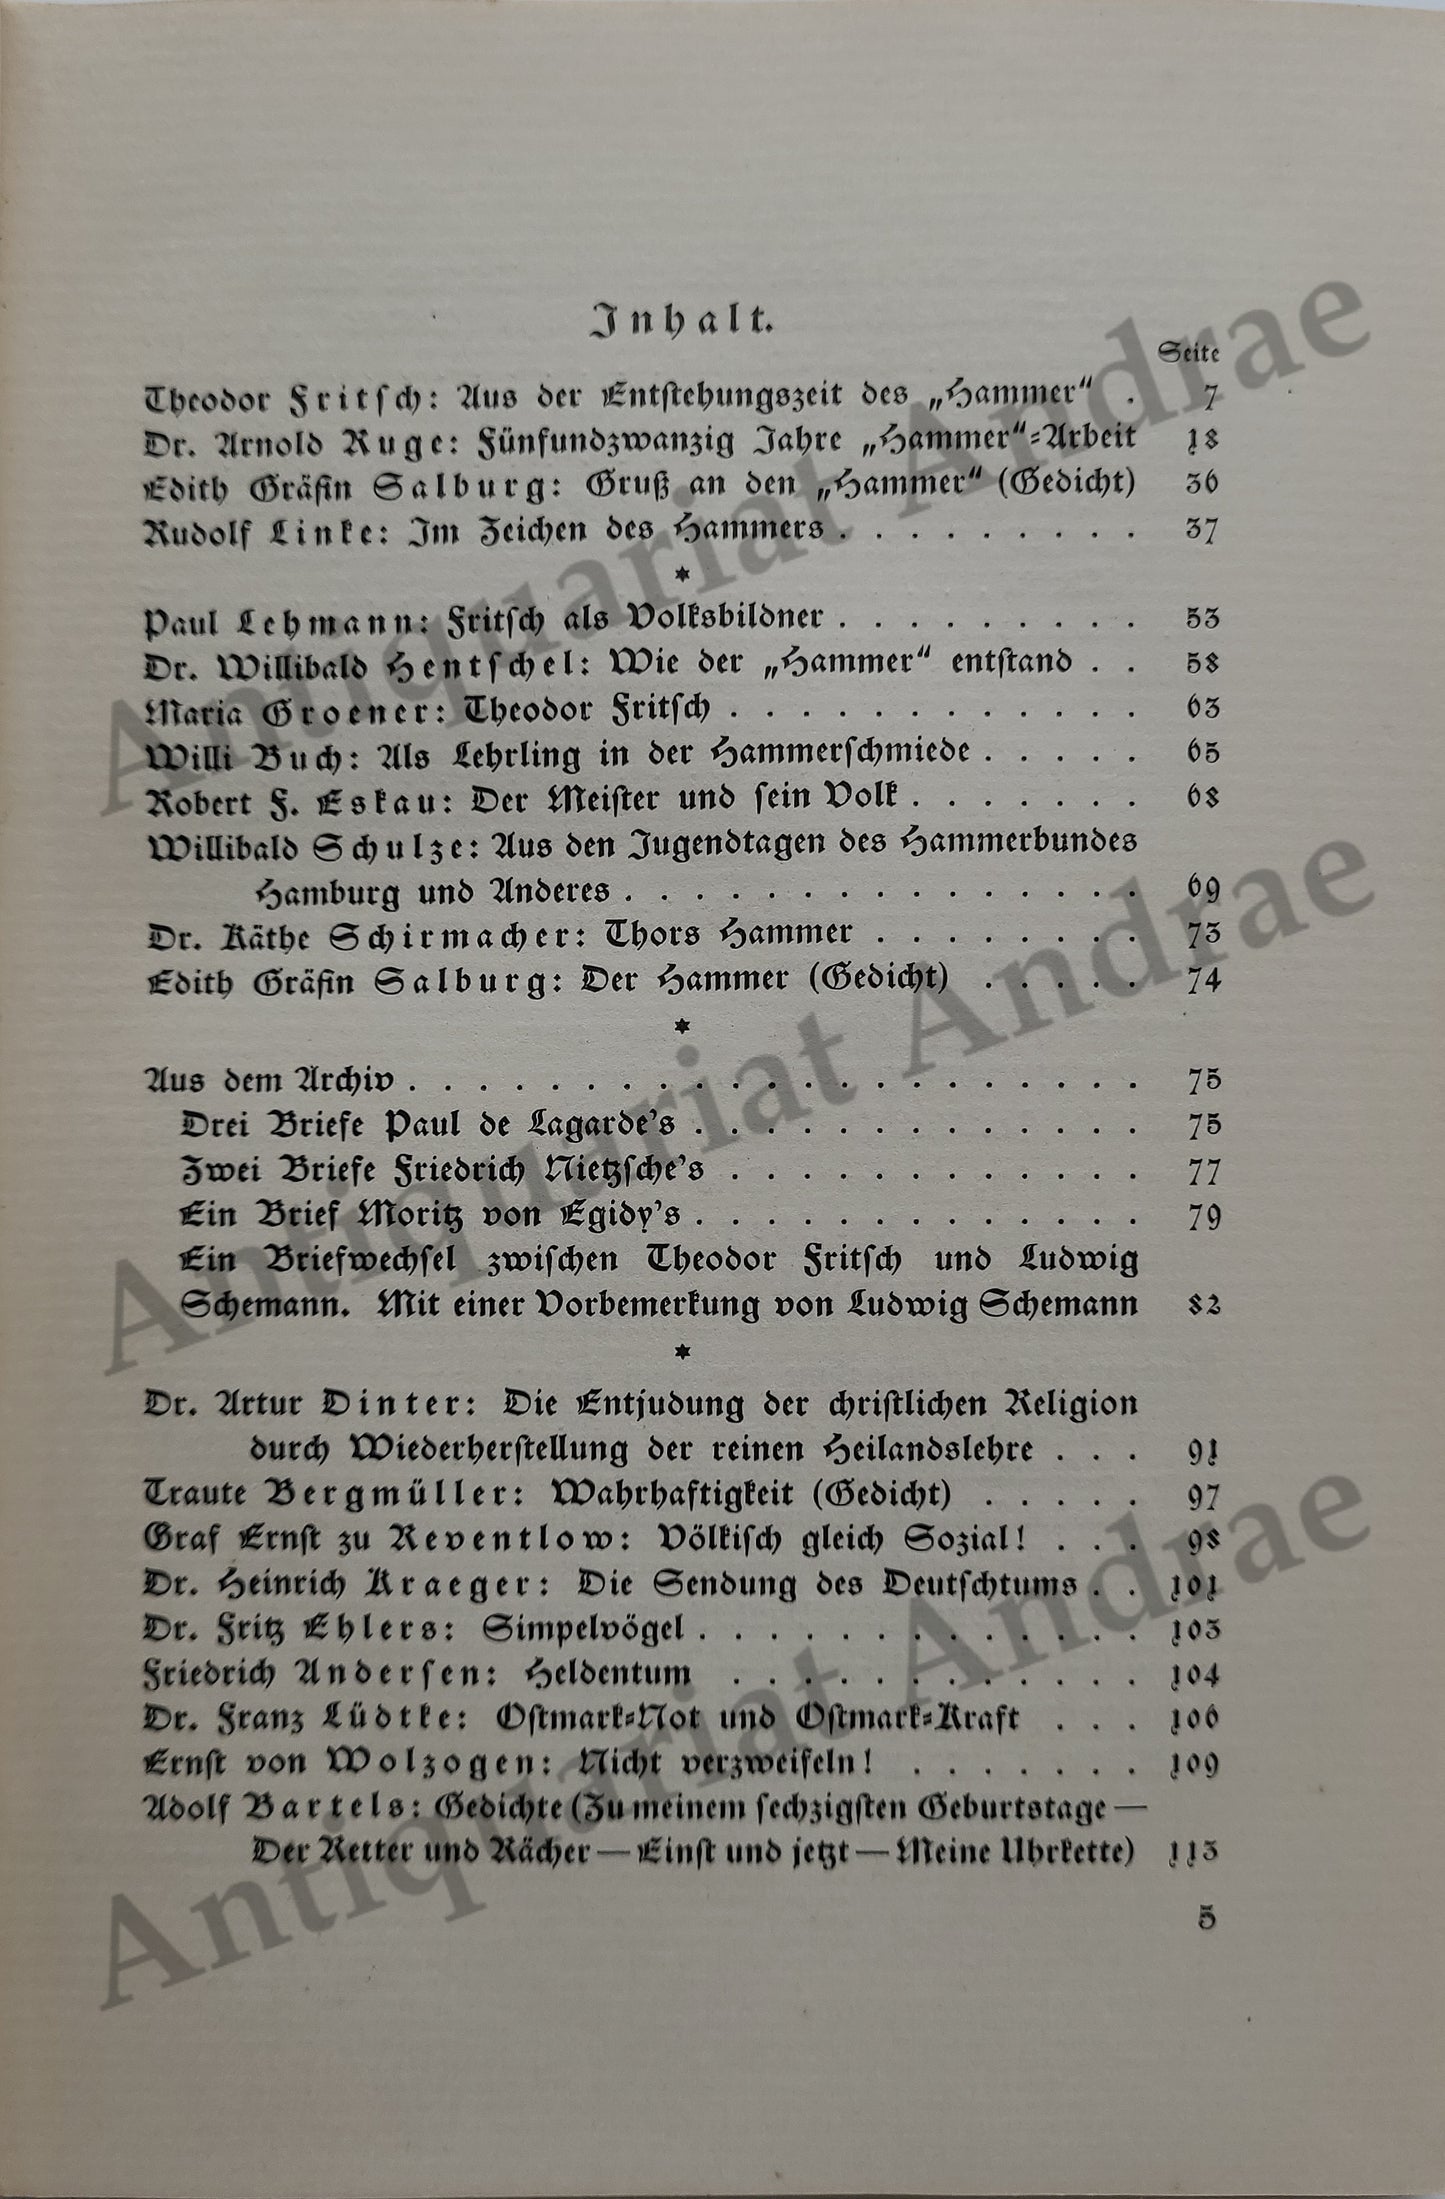 Inhalt.
Seite
Theodor Fritsch: Aus der Entstehungszeit des „Hammer“ . 7
Dr. Arnold Ruge: Fünfundzwanzig Jahre „Hammer“-Arbeit 18
Edith Gräfin Salburg: Gruß an den „Hammer“ (Gedicht) 36
Rudolf Linke: Im Zeichen des Hammers . . . . . . . . . 37
*
Paul Lehmann: Fritsch als Volksbildner . . . . . . . . . 53
Dr. Willibald Hentschel: Wie der „Hammer“ entstand . . 58
Maria Groener: Theodor Fritsch . . . . . . . . . . . . . 63
Willi Buch: Als Lehrling in der Hammerschmiede . . . . . 65
Robert F. Eskau: Der Meister und sein Volk . . . . . . . 68
Willibald Schulze: Aus den Jugendtagen des Hammerbundes
Hamburg und Anderes . . . . . . . . . . . . . . . . 69
Dr. Käthe Schirmacher: Thors Hammer . . . . . . . . 73
Edith Gräfin Salburg: Der Hammer (Gedicht) . . . . . 74
*
Aus dem Archiv . . . . . . . . . . . . . . . . . . . . . 75
Drei Briefe Paul de Lagarde's . . . . . . . . . . . . . 75
Zwei Briefe Friedrich Nietzsche's . . . . . . . . . . . . 77
Ein Brief Moritz von Egidy's . . . . . . . . . . . . . 79
Ein Briefwechsel zwischen Theodor Fritsch und Ludwig
Schemann. Mit einer Vorbemerkung von Ludwig Schemann 82
*
Dr. Artur Dinter: Die Entjudung der christlichen Religion
durch Wiederherstellung der reinen Heilandslehre . . . 91
Traute Bergmüller: Wahrhaftigkeit (Gedicht) . . . . . 97
Graf Ernst zu Reventlow: Völkisch gleich Sozial! . . . 98
Dr. Heinrich Kraeger: Die Sendung des Deutschtums . . 101
Dr. Fritz Ehlers: Simpelvögel . . . . . . . . . . . . . 103
Friedrich Andersen: Heldentum . . . . . . . . . . . . 104
Dr. Franz Lüdtke: Ostmark-Not und Ostmark-Kraft . . . 106
Ernst von Wolzogen: Nicht verzweifeln! . . . . . . . 109
Adolf Bartels: Gedichte (Zu meinem sechzigsten Geburtstage —
Der Retter und Rächer — Einst und jetzt — Meine Uhrkette) 113
5
Antiquariat Andrae
Antiquariat Andrae
Antiquariat Andrae